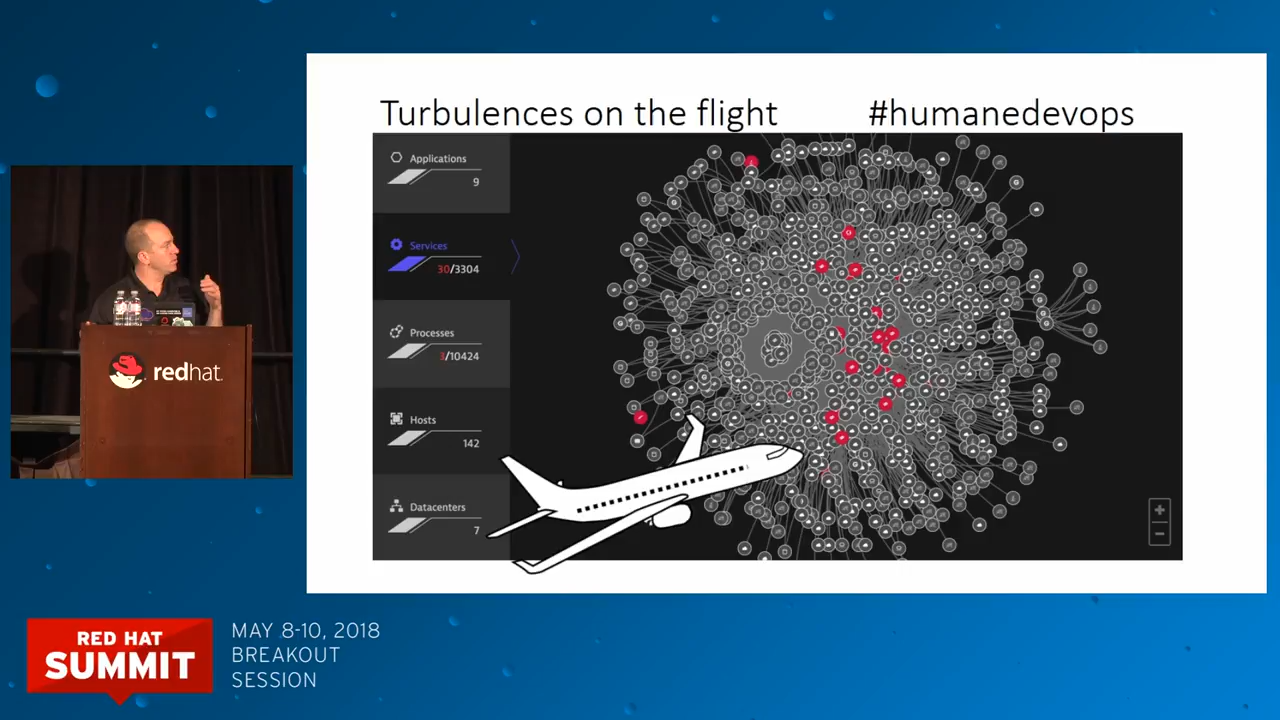 Turbulences on the flight #humanedevops
Applications
9
Services
30/3304
Processes
3/10424
Hosts
142
Datacenters
7
+
−
redhat.
RED HAT
SUMMIT
MAY 8-10, 2018
BREAKOUT
SESSION